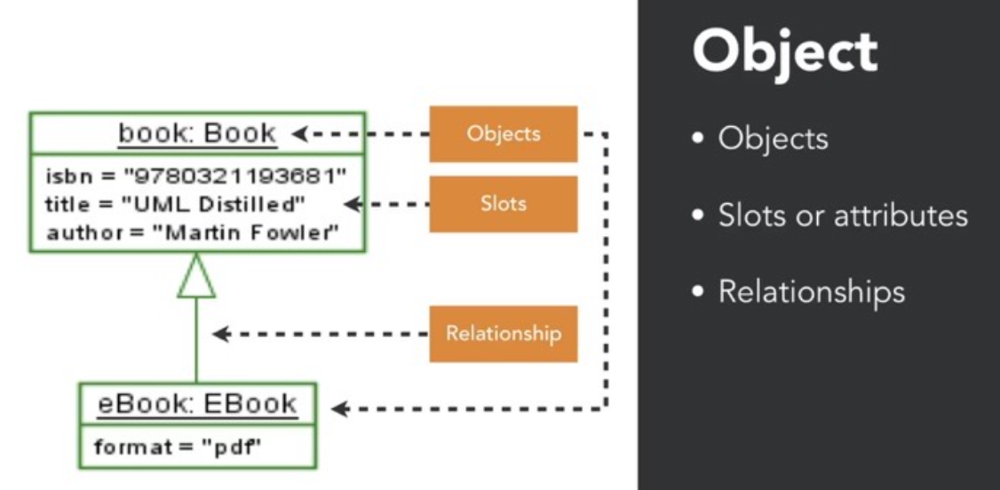 book: Book
isbn = "9780321193681"
title = "UML Distilled"
author = "Martin Fowler"
eBook: EBook
format = "pdf"
Objects
Slots
Relationship
Object
• Objects
• Slots or attributes
• Relationships